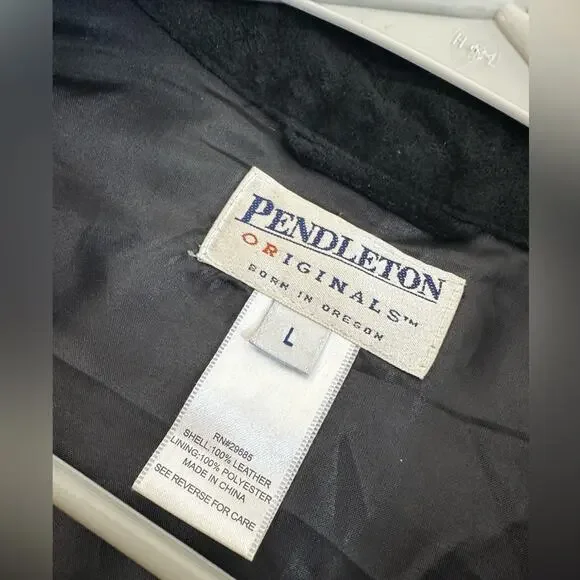 H&M
PENDLETON
ORIGINALS™
BORN IN OREGON
L
RN#29685
SHELL:100% LEATHER
LINING:100% POLYESTER
MADE IN CHINA
SEE REVERSE FOR CARE